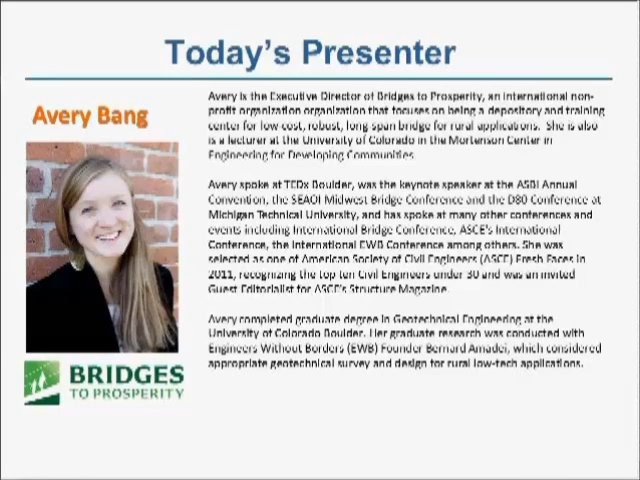 Today's Presenter
Avery Bang
Avery is the Executive Director of Bridges to Prosperity, an international non-
profit organization organization that focuses on being a depository and training
center for low cost, robust, long-span bridge for rural applications. She is also
is a lecturer at the University of Colorado in the Mortenson Center in
Engineering for Developing Communities.
Avery spoke at TEDx Boulder, was the keynote speaker at the ASBI Annual
Convention, the SEAOI Midwest Bridge Conference and the D80 Conference at
Michigan Technical University, and has spoke at many other conferences and
events including International Bridge Conference, ASCE's International
Conference, the International EWB Conference among others. She was
selected as one of American Society of Civil Engineers (ASCE) Fresh Faces in
2011, recognizing the top ten Civil Engineers under 30 and was an invited
Guest Editorialist for ASCE's Structure Magazine.
Avery completed graduate degree in Geotechnical Engineering at the
University of Colorado Boulder. Her graduate research was conducted with
Engineers Without Borders (EWB) Founder Bernard Amadei, which considered
appropriate geotechnical survey and design for rural low-tech applications.
BRIDGES
TO PROSPERITY